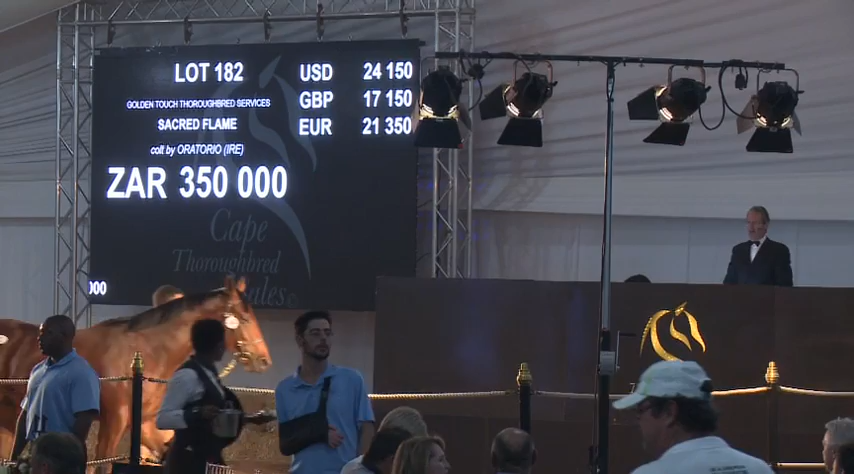 LOT 182
GOLDEN TOUCH THOROUGHBRED SERVICES
SACRED FLAME
colt by ORATORIO (IRE)
ZAR 350 000
USD 24 150
GBP 17 150
EUR 21 350
Cape
Thoroughbred
Sales
000